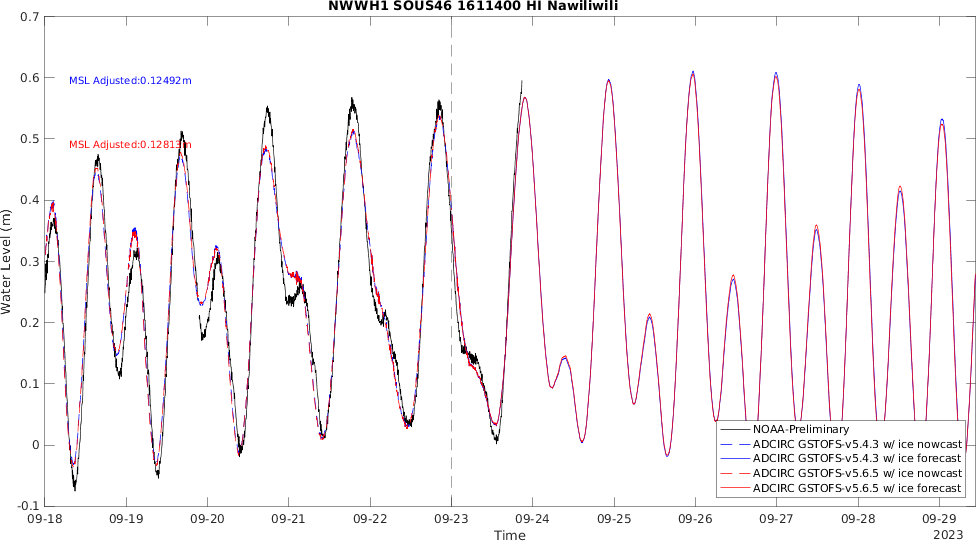 NWWH1 SOUS46 1611400 HI Nawiliwili
0.7
0.6
0.5
0.4
0.3
0.2
0.1
0
-0.1
Water Level (m)
MSL Adjusted:0.12492m
MSL Adjusted:0.12813m
NOAA-Preliminary
ADCIRC GSTOFS-v5.4.3 w/ ice nowcast
ADCIRC GSTOFS-v5.4.3 w/ ice forecast
ADCIRC GSTOFS-v5.6.5 w/ ice nowcast
ADCIRC GSTOFS-v5.6.5 w/ ice forecast
09-18 09-19 09-20 09-21 09-22 09-23 09-24 09-25 09-26 09-27 09-28 09-29
Time
2023